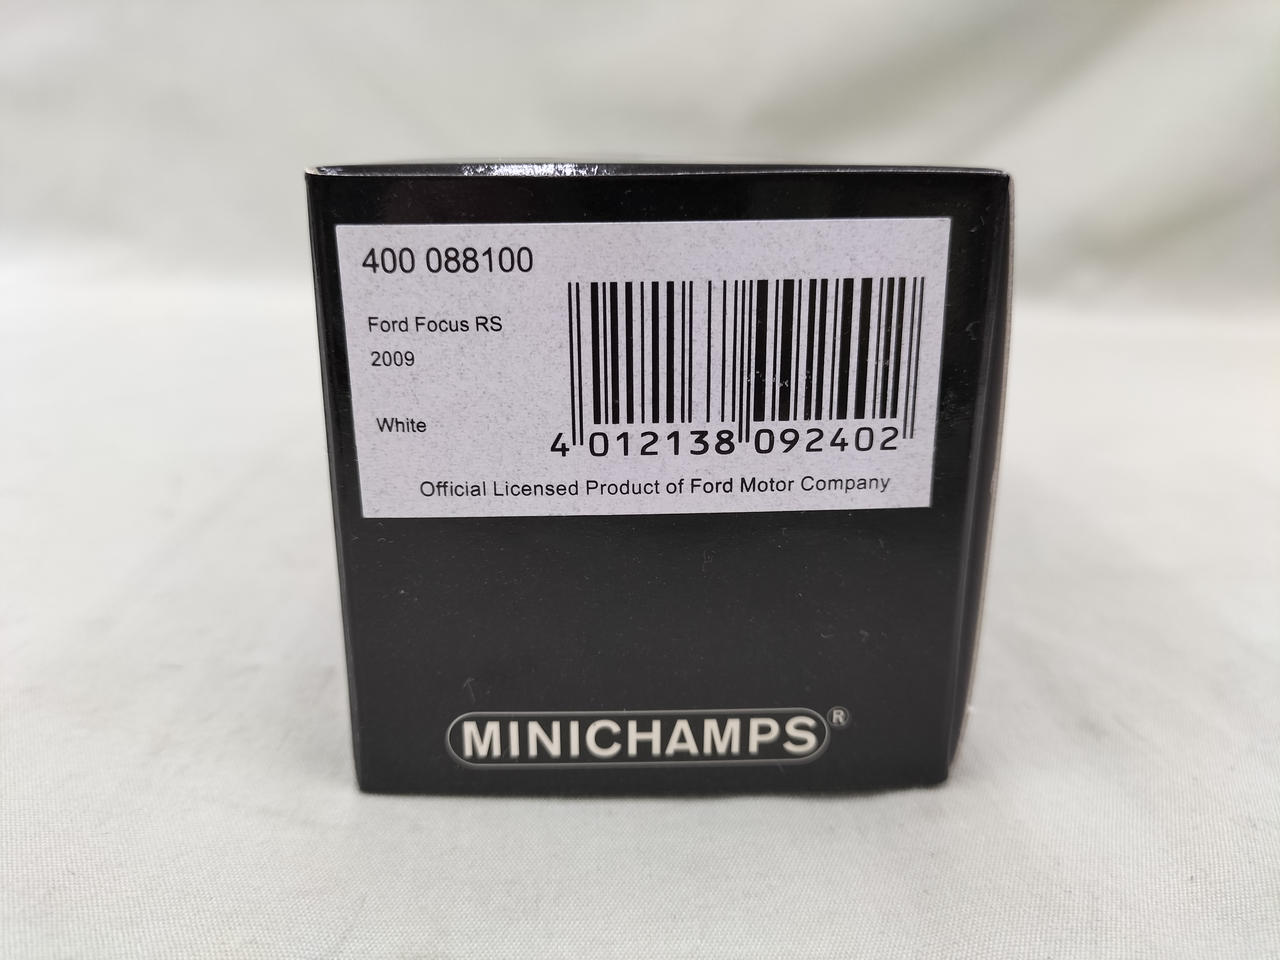 400 088100
Ford Focus RS
2009
White
4 012138 092402
Official Licensed Product of Ford Motor Company
MINICHAMPS®